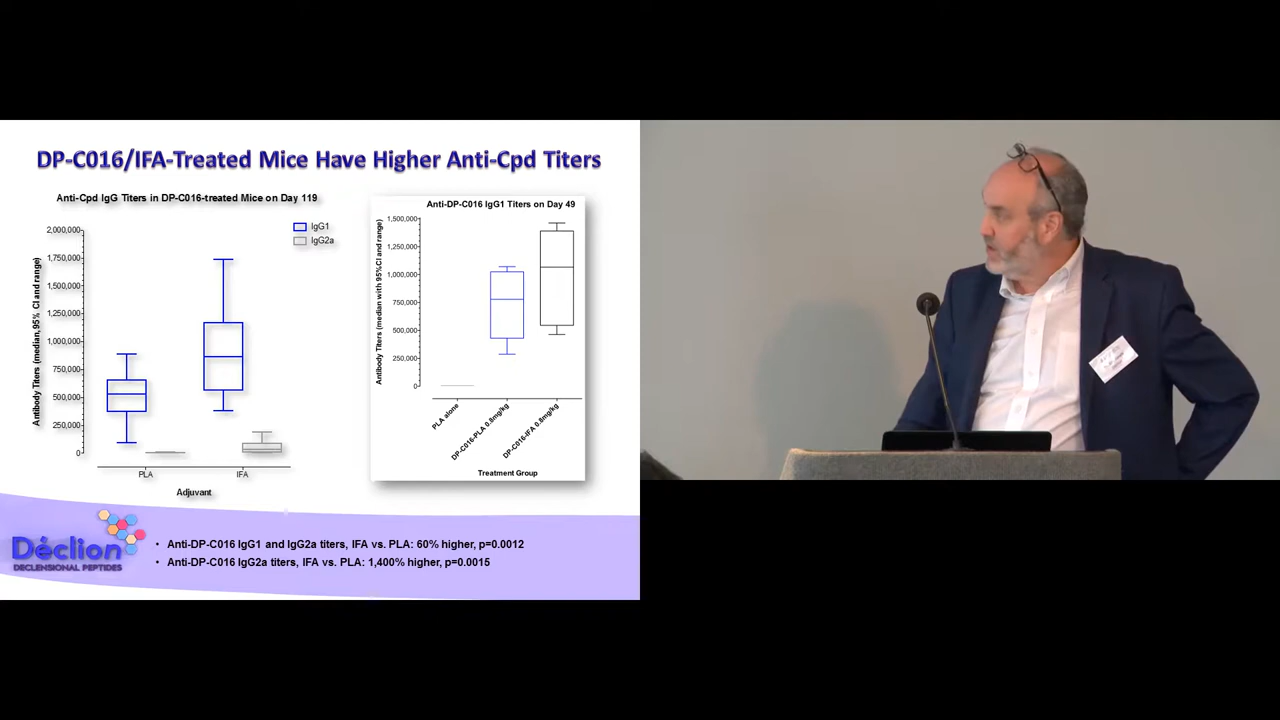 DP-C016/IFA-Treated Mice Have Higher Anti-Cpd Titers
Anti-Cpd IgG Titers in DP-C016-treated Mice on Day 119
IgG1
IgG2a
Antibody Titers (median, 95% CI and range)
2,000,000
1,750,000
1,500,000
1,250,000
1,000,000
750,000
500,000
250,000
0
PLA
IFA
Adjuvant
Anti-DP-C016 IgG1 Titers on Day 49
Antibody Titers (median with 95%CI and range)
1,500,000
1,250,000
1,000,000
750,000
500,000
250,000
0
PLA alone
DP-C016-PLA 0.8mg/kg
DP-C016-IFA 0.8mg/kg
Treatment Group
Déclion
DECLENSIONAL PEPTIDES
• Anti-DP-C016 IgG1 and IgG2a titers, IFA vs. PLA: 60% higher, p=0.0012
• Anti-DP-C016 IgG2a titers, IFA vs. PLA: 1,400% higher, p=0.0015